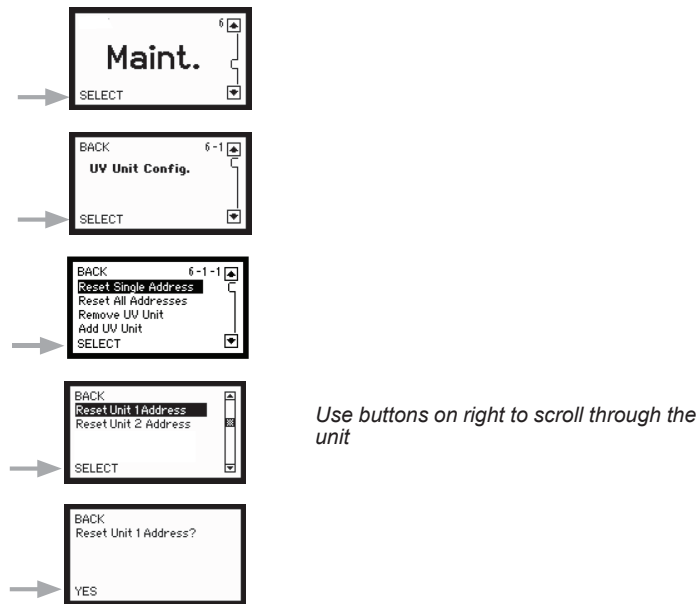 6
Maint.
SELECT
BACK 6-1
UV Unit Config.
SELECT
BACK 6-1-1
Reset Single Address
Reset All Addresses
Remove UV Unit
Add UV Unit
SELECT
BACK
Reset Unit 1 Address
Reset Unit 2 Address
SELECT
Use buttons on right to scroll through the
unit
BACK
Reset Unit 1 Address?
YES